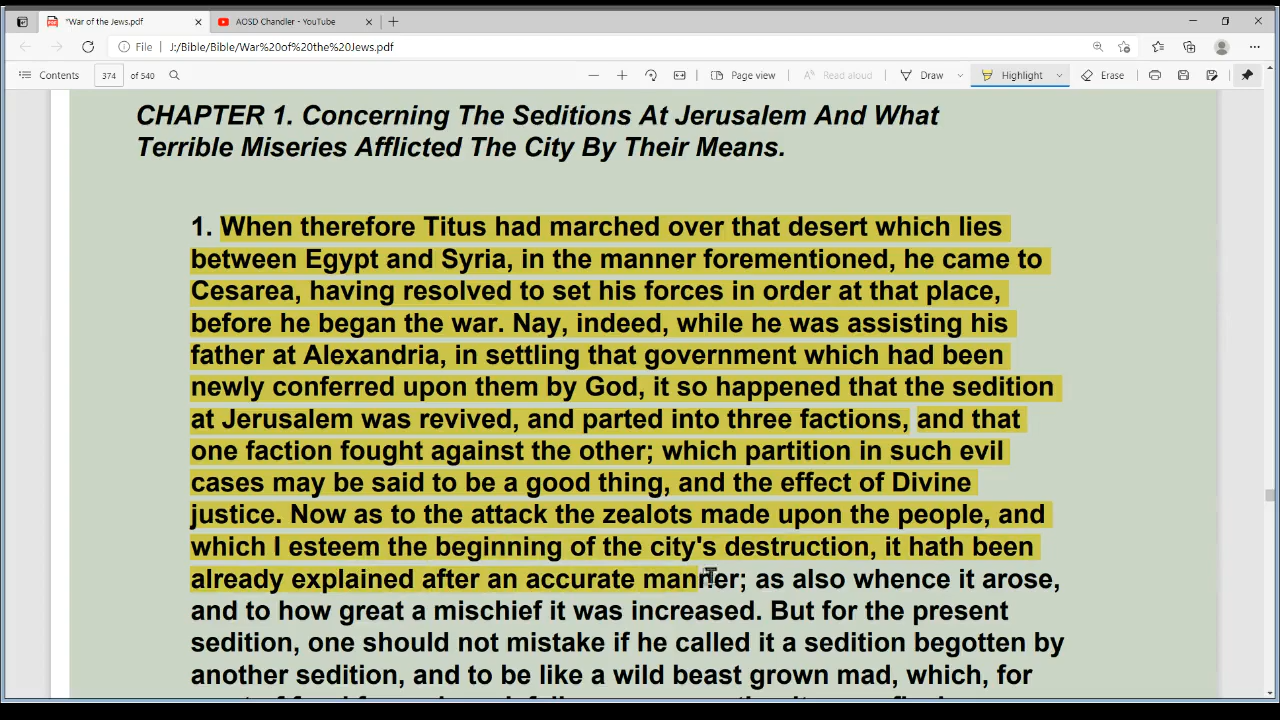 *War of the Jews.pdf
AOSD Chandler - YouTube
File J:/Bible/Bible/War%20of%20the%20Jews.pdf
Contents 374 of 540 Page view Read aloud Draw Highlight Erase
CHAPTER 1. Concerning The Seditions At Jerusalem And What
Terrible Miseries Afflicted The City By Their Means.
1. When therefore Titus had marched over that desert which lies
between Egypt and Syria, in the manner forementioned, he came to
Cesarea, having resolved to set his forces in order at that place,
before he began the war. Nay, indeed, while he was assisting his
father at Alexandria, in settling that government which had been
newly conferred upon them by God, it so happened that the sedition
at Jerusalem was revived, and parted into three factions, and that
one faction fought against the other; which partition in such evil
cases may be said to be a good thing, and the effect of Divine
justice. Now as to the attack the zealots made upon the people, and
which I esteem the beginning of the city's destruction, it hath been
already explained after an accurate manner; as also whence it arose,
and to how great a mischief it was increased. But for the present
sedition, one should not mistake if he called it a sedition begotten by
another sedition, and to be like a wild beast grown mad, which, for